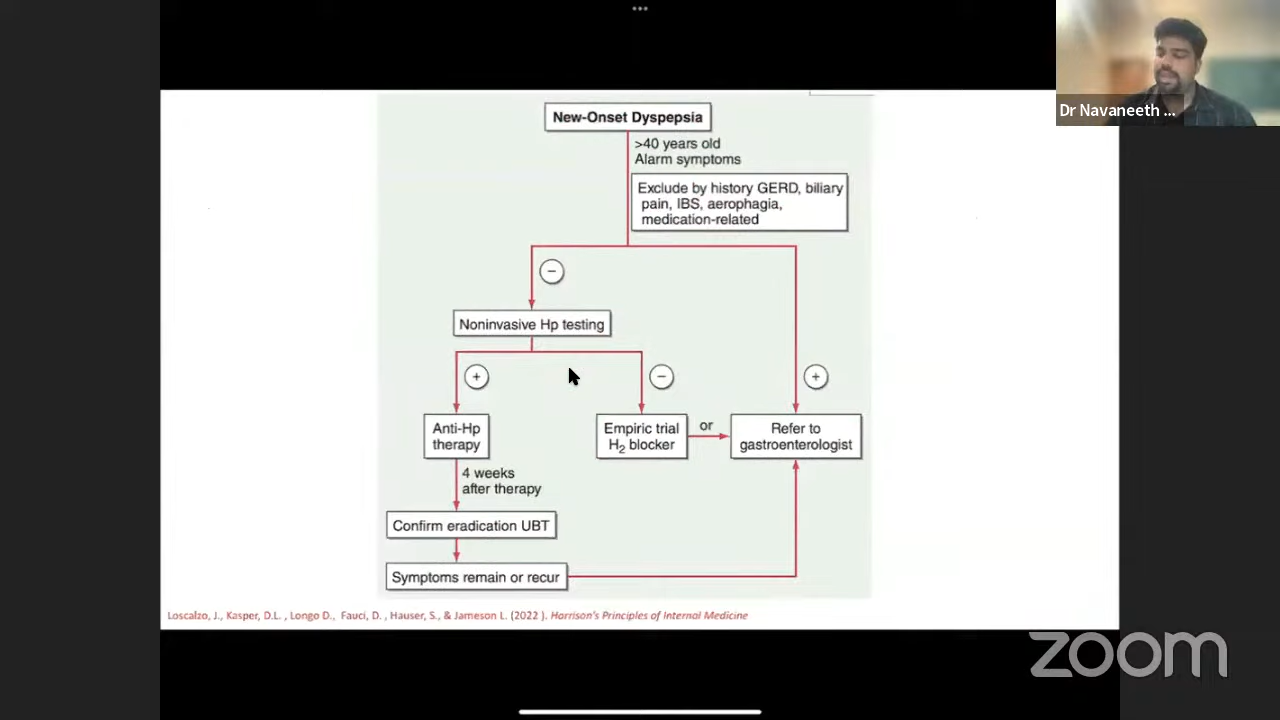 Dr Navaneeth ...
New-Onset Dyspepsia
>40 years old
Alarm symptoms
Exclude by history GERD, biliary
pain, IBS, aerophagia,
medication-related
−
Noninvasive Hp testing
+
−
+
Anti-Hp
therapy
Empiric trial
H₂ blocker
or
Refer to
gastroenterologist
4 weeks
after therapy
Confirm eradication UBT
Symptoms remain or recur
Loscalzo, J., Kasper, D.L. , Longo D., Fauci, D. , Hauser, S., & Jameson L. (2022 ). Harrison's Principles of Internal Medicine
zoom